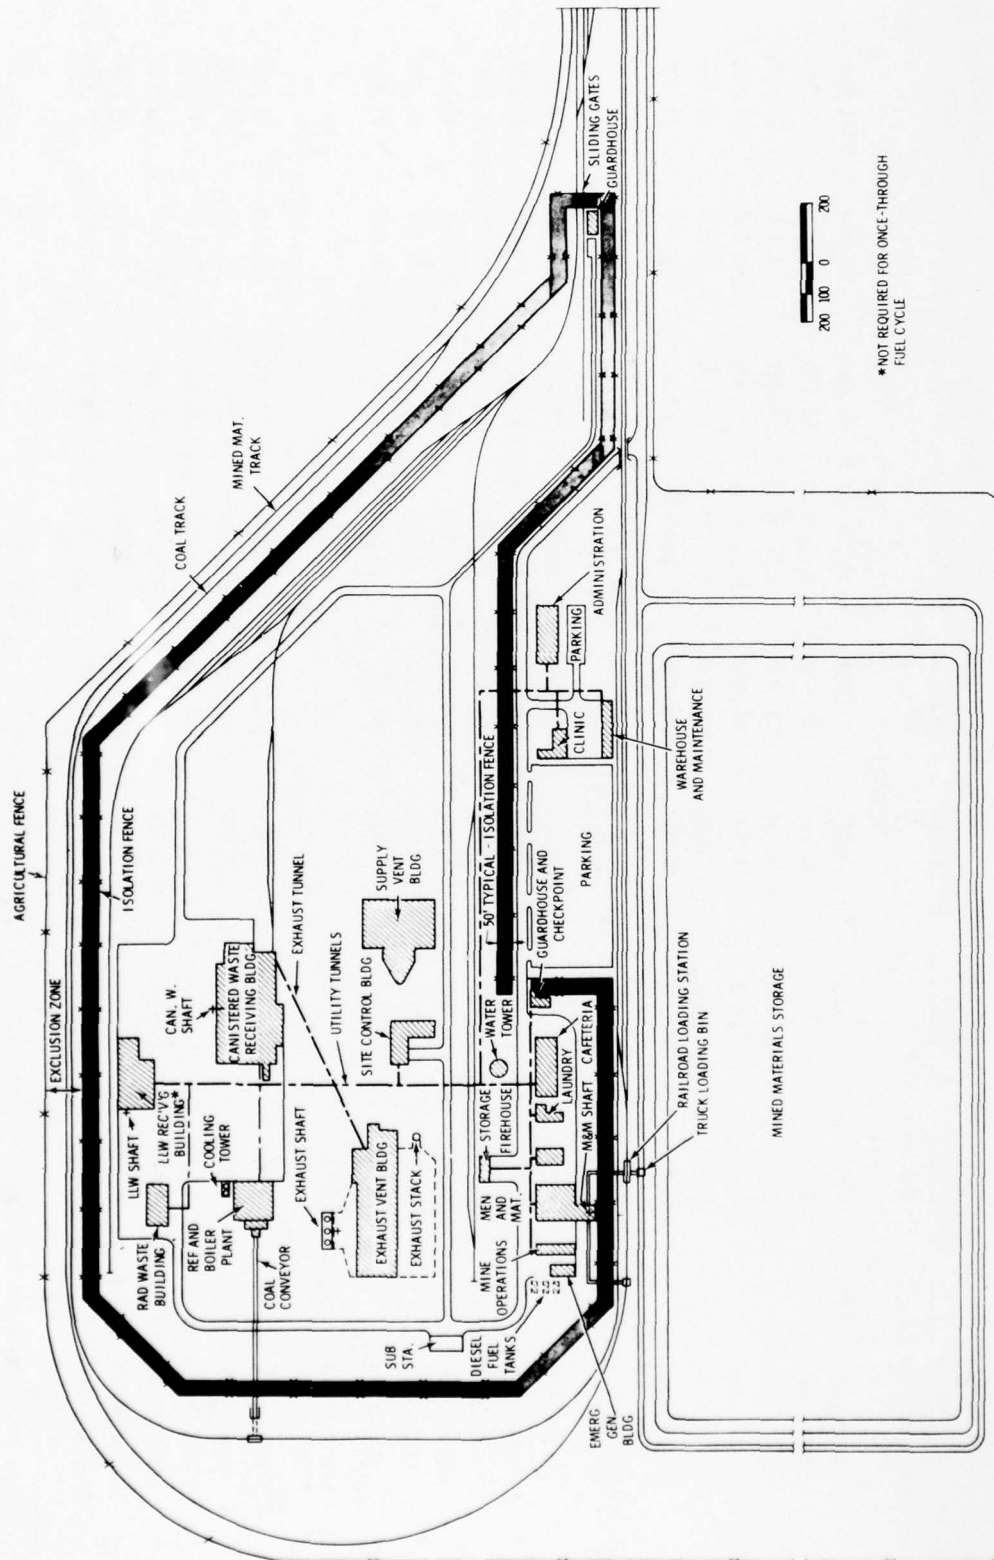 AGRICULTURAL FENCE
EXCLUSION ZONE
ISOLATION FENCE
COAL TRACK
MINED MAT.
TRACK
SLIDING GATES
GUARDHOUSE
LLW SHAFT
LLW REC'V'G
BUILDING*
CAN. W.
SHAFT
CANISTERED WASTE
RECEIVING BLDG
RAD WASTE
BUILDING
COOLING
TOWER
REF AND
BOILER
PLANT
COAL
CONVEYOR
EXHAUST SHAFT
EXHAUST TUNNEL
UTILITY TUNNELS
EXHAUST VENT BLDG
EXHAUST STACK
SITE CONTROL BLDG
SUPPLY
VENT
BLDG
SUB
STA.
DIESEL
FUEL
TANKS
MINE
OPERATIONS
MEN
AND
MAT.
STORAGE
FIREHOUSE
WATER
TOWER
50' TYPICAL - ISOLATION FENCE
EMERG
GEN
BLDG
M&M SHAFT
LAUNDRY
CAFETERIA
GUARDHOUSE AND
CHECKPOINT
PARKING
CLINIC
PARKING
ADMINISTRATION
WAREHOUSE
AND MAINTENANCE
RAILROAD LOADING STATION
TRUCK LOADING BIN
MINED MATERIALS STORAGE
200 100 0 200
*NOT REQUIRED FOR ONCE-THROUGH
FUEL CYCLE